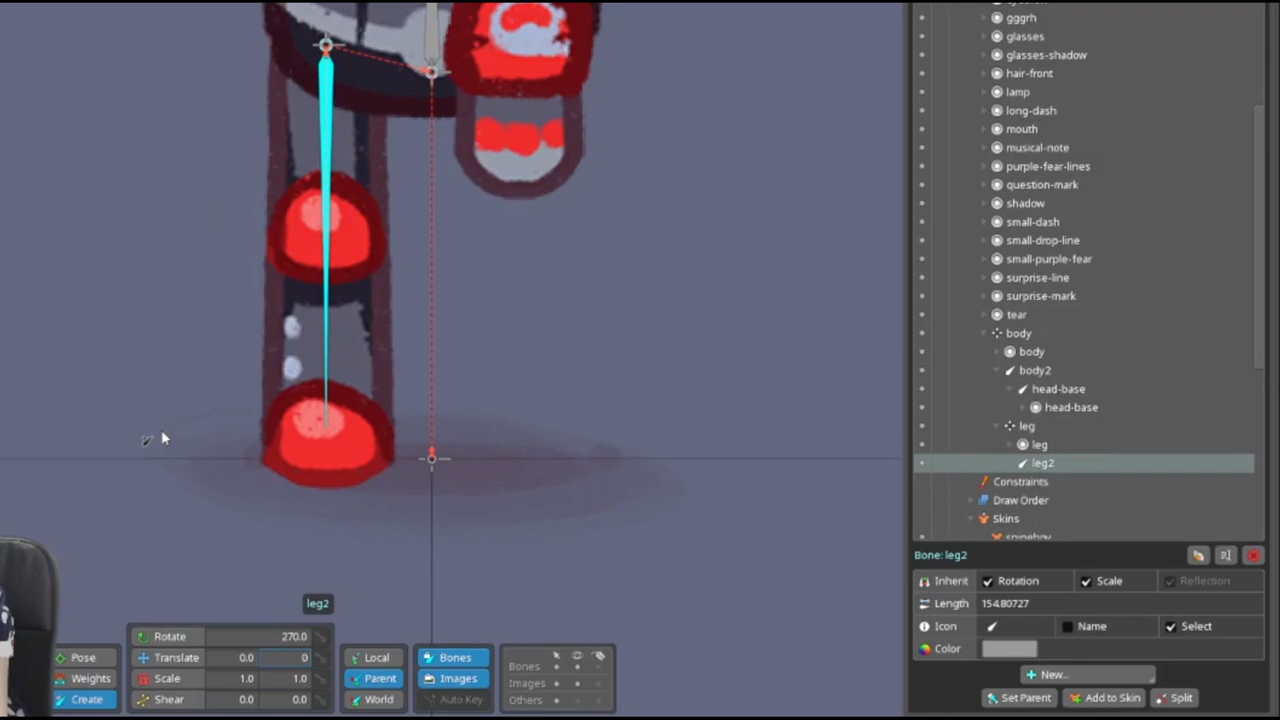 gggrh
glasses
glasses-shadow
hair-front
lamp
long-dash
mouth
musical-note
purple-fear-lines
question-mark
shadow
small-dash
small-drop-line
small-purple-fear
surprise-line
surprise-mark
tear
body
body
body2
head-base
head-base
leg
leg
leg2
Constraints
Draw Order
Skins
spineboy
Bone: leg2
Inherit Rotation Scale Reflection
Length 154.80727
Icon Name Select
Color
New...
Set Parent Add to Skin Split
leg2
Pose
Weights
Create
Rotate 270.0
Translate 0.0 0
Scale 1.0 1.0
Shear 0.0 0.0
Local
Parent
World
Bones
Images
Auto Key
Bones:
Images:
Others: